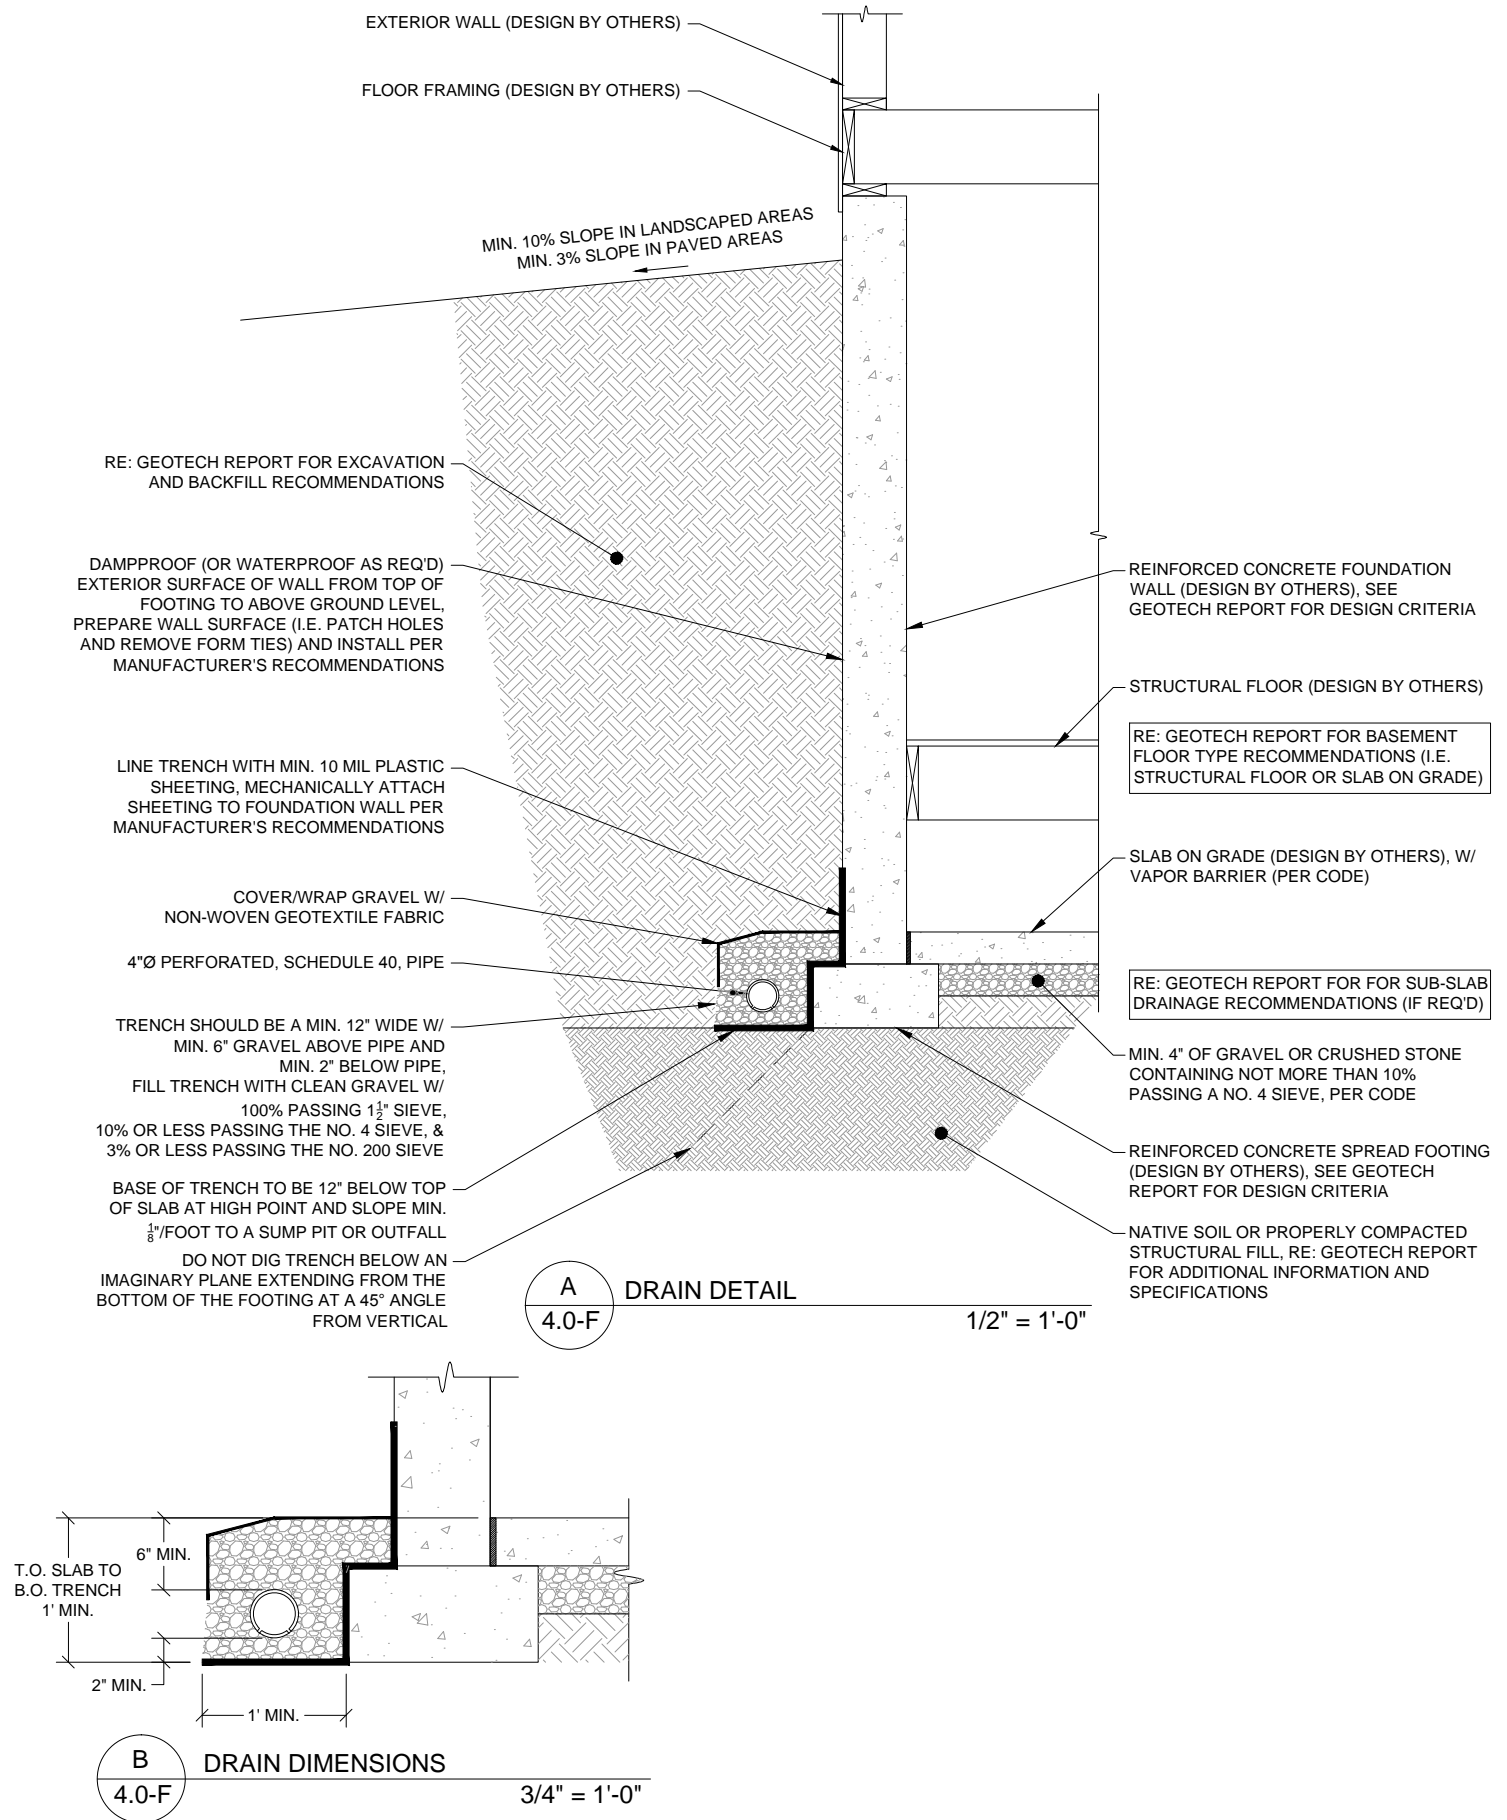 EXTERIOR WALL (DESIGN BY OTHERS)
FLOOR FRAMING (DESIGN BY OTHERS)
MIN. 10% SLOPE IN LANDSCAPED AREAS
MIN. 3% SLOPE IN PAVED AREAS
RE: GEOTECH REPORT FOR EXCAVATION
AND BACKFILL RECOMMENDATIONS
DAMPPROOF (OR WATERPROOF AS REQ'D)
EXTERIOR SURFACE OF WALL FROM TOP OF
FOOTING TO ABOVE GROUND LEVEL,
PREPARE WALL SURFACE (I.E. PATCH HOLES
AND REMOVE FORM TIES) AND INSTALL PER
MANUFACTURER'S RECOMMENDATIONS
LINE TRENCH WITH MIN. 10 MIL PLASTIC
SHEETING, MECHANICALLY ATTACH
SHEETING TO FOUNDATION WALL PER
MANUFACTURER'S RECOMMENDATIONS
COVER/WRAP GRAVEL W/
NON-WOVEN GEOTEXTILE FABRIC
4"Ø PERFORATED, SCHEDULE 40, PIPE
TRENCH SHOULD BE A MIN. 12" WIDE W/
MIN. 6" GRAVEL ABOVE PIPE AND
MIN. 2" BELOW PIPE,
FILL TRENCH WITH CLEAN GRAVEL W/
100% PASSING 1½" SIEVE,
10% OR LESS PASSING THE NO. 4 SIEVE, &
3% OR LESS PASSING THE NO. 200 SIEVE
BASE OF TRENCH TO BE 12" BELOW TOP
OF SLAB AT HIGH POINT AND SLOPE MIN.
⅛"/FOOT TO A SUMP PIT OR OUTFALL
DO NOT DIG TRENCH BELOW AN
IMAGINARY PLANE EXTENDING FROM THE
BOTTOM OF THE FOOTING AT A 45° ANGLE
FROM VERTICAL
REINFORCED CONCRETE FOUNDATION
WALL (DESIGN BY OTHERS), SEE
GEOTECH REPORT FOR DESIGN CRITERIA
STRUCTURAL FLOOR (DESIGN BY OTHERS)
RE: GEOTECH REPORT FOR BASEMENT
FLOOR TYPE RECOMMENDATIONS (I.E.
STRUCTURAL FLOOR OR SLAB ON GRADE)
SLAB ON GRADE (DESIGN BY OTHERS), W/
VAPOR BARRIER (PER CODE)
RE: GEOTECH REPORT FOR FOR SUB-SLAB
DRAINAGE RECOMMENDATIONS (IF REQ'D)
MIN. 4" OF GRAVEL OR CRUSHED STONE
CONTAINING NOT MORE THAN 10%
PASSING A NO. 4 SIEVE, PER CODE
REINFORCED CONCRETE SPREAD FOOTING
(DESIGN BY OTHERS), SEE GEOTECH
REPORT FOR DESIGN CRITERIA
NATIVE SOIL OR PROPERLY COMPACTED
STRUCTURAL FILL, RE: GEOTECH REPORT
FOR ADDITIONAL INFORMATION AND
SPECIFICATIONS
A DRAIN DETAIL
4.0-F 1/2" = 1'-0"
6" MIN.
T.O. SLAB TO
B.O. TRENCH
1' MIN.
2" MIN.
1' MIN.
B DRAIN DIMENSIONS
4.0-F 3/4" = 1'-0"